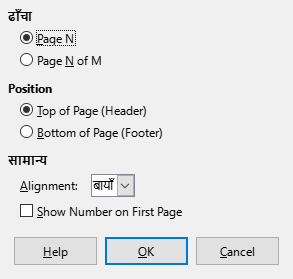 ढाँचा
Page N
Page N of M
Position
Top of Page (Header)
Bottom of Page (Footer)
सामान्य
Alignment: बायाँ
Show Number on First Page
Help OK Cancel